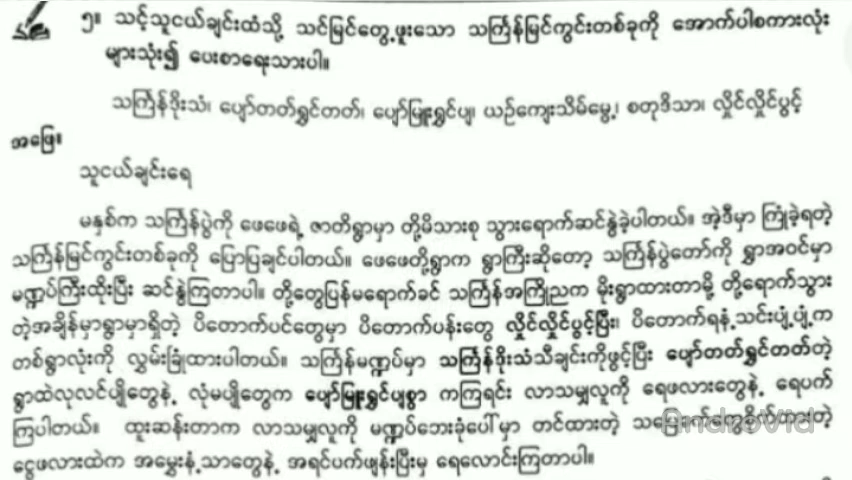 ၅။ သင့်သူငယ်ချင်းထံသို့ သင်မြင်တွေ့ဖူးသော သင်္ကြန်မြင်ကွင်းတစ်ခုကို အောက်ပါစကားလုံး
များသုံး၍ ပေးစာရေးသားပါ။
သင်္ကြန်ဒိုးသံ၊ ပျော်တတ်ရွှင်တတ်၊ ပျော်မြူးရွှင်ပျ၊ ယဉ်ကျေးသိမ်မွေ့၊ စတုဒိသာ၊ လှိုင်လှိုင်ပွင့်
အဖြေ။
သူငယ်ချင်းရေ
မနှစ်က သင်္ကြန်ပွဲကို ဖေဖေရဲ့ ဇာတိရွာမှာ တို့မိသားစု သွားရောက်ဆင်နွှဲခဲ့ပါတယ်။ အဲ့ဒီမှာ ကြုံခဲ့ရတဲ့
သင်္ကြန်မြင်ကွင်းတစ်ခုကို ပြောပြချင်ပါတယ်။ ဖေဖေတို့ရွာက ရွာကြီးဆိုတော့ သင်္ကြန်ပွဲတော်ကို ရွာအဝင်မှာ
မဏ္ဍပ်ကြီးထိုးပြီး ဆင်နွှဲကြတာပါ။ တို့တွေပြန်မရောက်ခင် သင်္ကြန်အကြိုညက မိုးရွာထားတာမို့ တို့ရောက်သွား
တဲ့အချိန်မှာရွာမှာရှိတဲ့ ပိတောက်ပင်တွေမှာ ပိတောက်ပန်းတွေ လှိုင်လှိုင်ပွင့်ပြီး၊ ပိတောက်ရနံ့သင်းပျံ့ပျံ့က
တစ်ရွာလုံးကို လွှမ်းခြုံထားပါတယ်။ သင်္ကြန်မဏ္ဍပ်မှာ သင်္ကြန်ဒိုးသံသီချင်းကိုဖွင့်ပြီး ပျော်တတ်ရွှင်တတ်တဲ့
ရွာထဲလုလင်ပျိုတွေနဲ့ လုံမပျိုတွေက ပျော်မြူးရွှင်ပျစွာ ကကြရင်း လာသမျှလူကို ရေဖလားတွေနဲ့ ရေပက်
ကြပါတယ်။ ထူးဆန်းတာက လာသမျှလူကို မဏ္ဍပ်ဘေးခုံပေါ်မှာ တင်ထားတဲ့ သပြေခက်တွေစိုက်ထားတဲ့
ငွေဖလားထဲက အမွှေးနံ့သာတွေနဲ့ အရင်ပက်ဖျန်းပြီးမှ ရေလောင်းကြတာပါ။
AndroVid